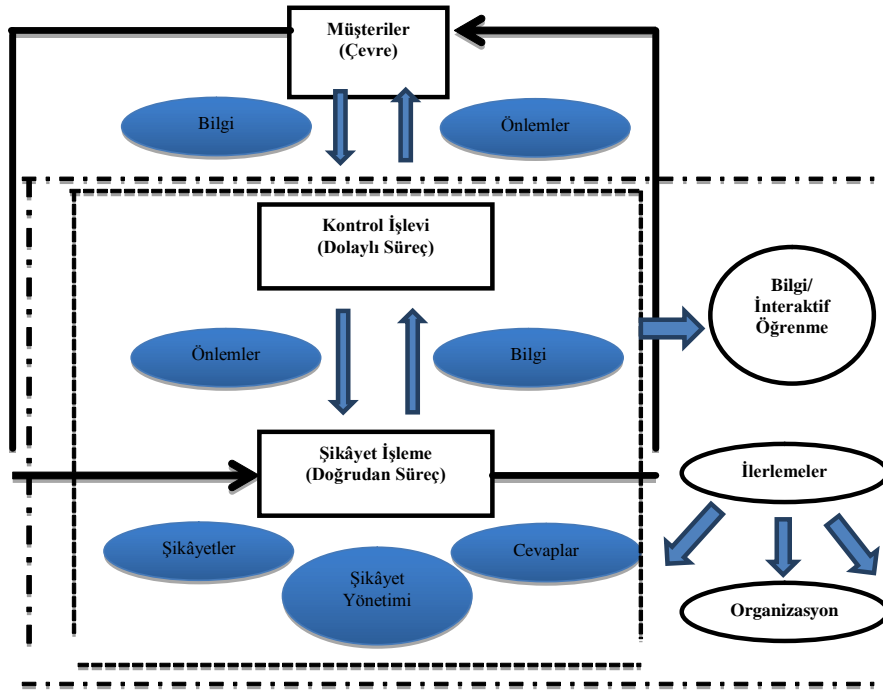 Müşteriler
(Çevre)
Bilgi
Önlemler
Kontrol İşlevi
(Dolaylı Süreç)
Bilgi/
İnteraktif
Öğrenme
Önlemler
Bilgi
Şikâyet İşleme
(Doğrudan Süreç)
İlerlemeler
Şikâyetler
Cevaplar
Şikâyet
Yönetimi
Organizasyon